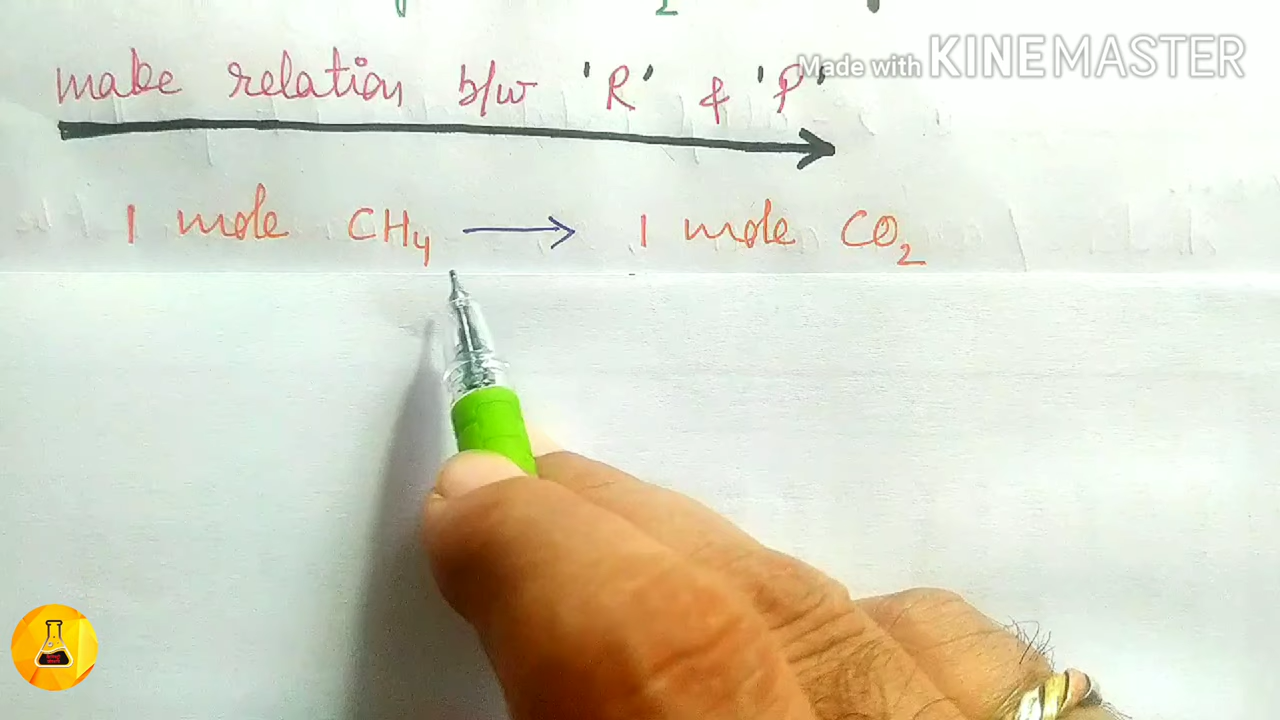 make relation b/w 'R' & 'P'
Made with KINEMASTER
1 mole CH4 → 1 mole CO2